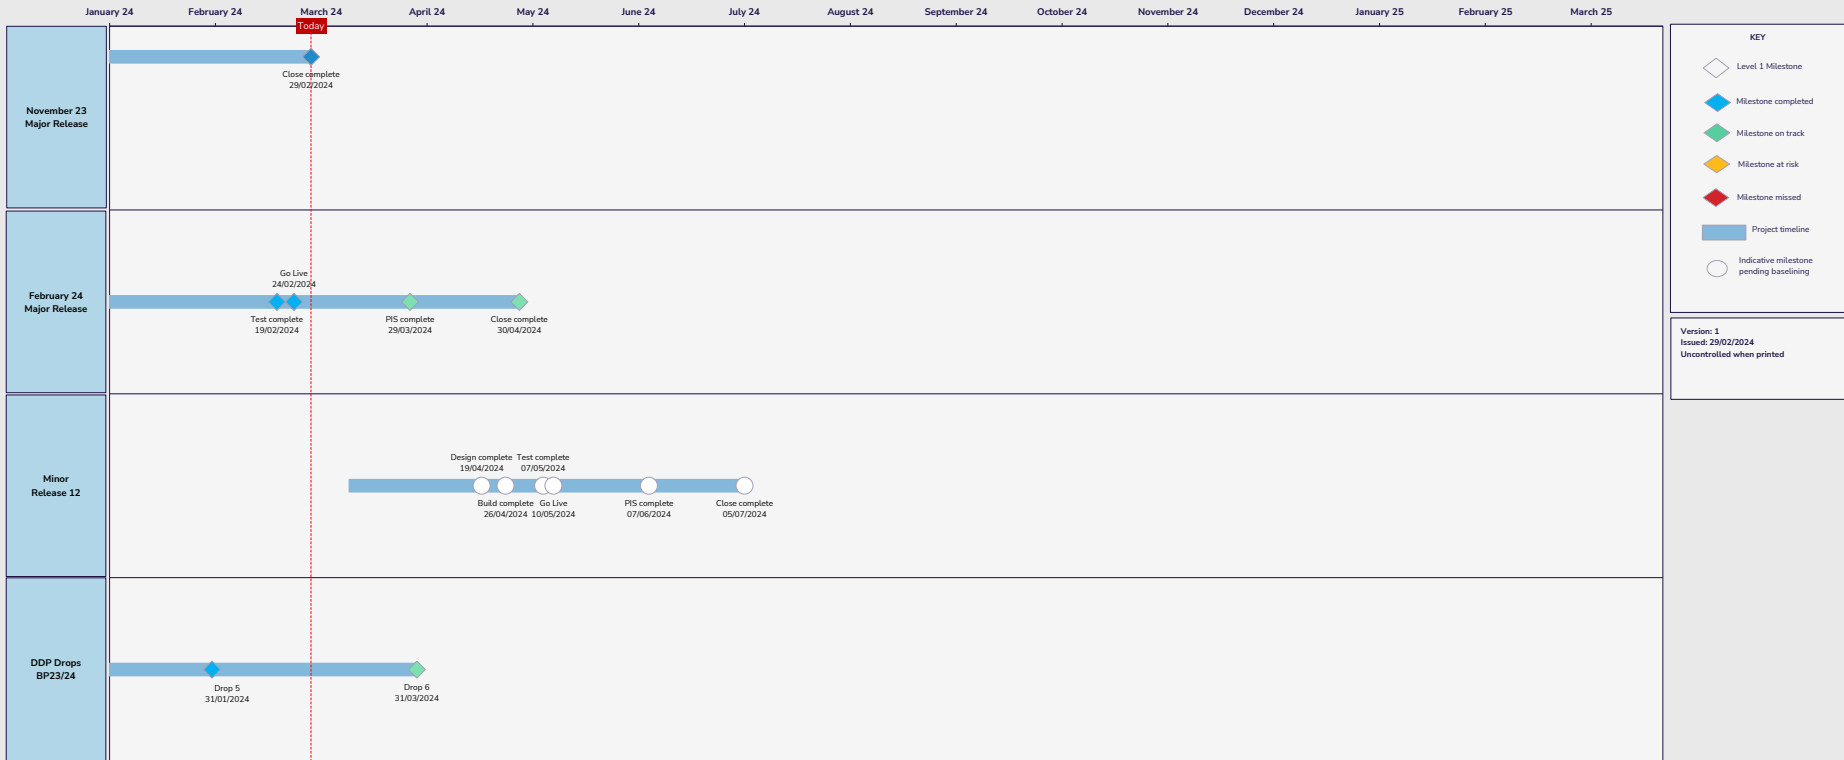 January 24
February 24
March 24
April 24
May 24
June 24
July 24
August 24
September 24
October 24
November 24
December 24
January 25
February 25
March 25
Today
November 23
Major Release
Close complete
29/02/2024
February 24
Major Release
Go Live
24/02/2024
Test complete
19/02/2024
PIS complete
29/03/2024
Close complete
30/04/2024
Minor
Release 12
Design complete
19/04/2024
Test complete
07/05/2024
Build complete
26/04/2024
Go Live
10/05/2024
PIS complete
07/06/2024
Close complete
05/07/2024
DDP Drops
BP23/24
Drop 5
31/01/2024
Drop 6
31/03/2024
KEY
Level 1 Milestone
Milestone completed
Milestone on track
Milestone at risk
Milestone missed
Project timeline
Indicative milestone
pending baselining
Version: 1
Issued: 29/02/2024
Uncontrolled when printed